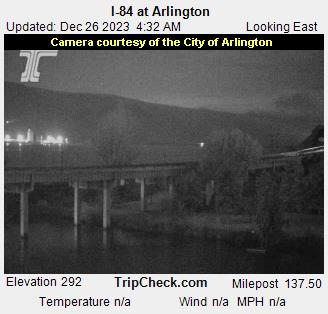 I-84 at Arlington
Updated: Dec 26 2023 4:32 AM Looking East
Camera courtesy of the City of Arlington
Elevation 292 TripCheck.com Milepost 137.50
Temperature n/a Wind n/a MPH n/a